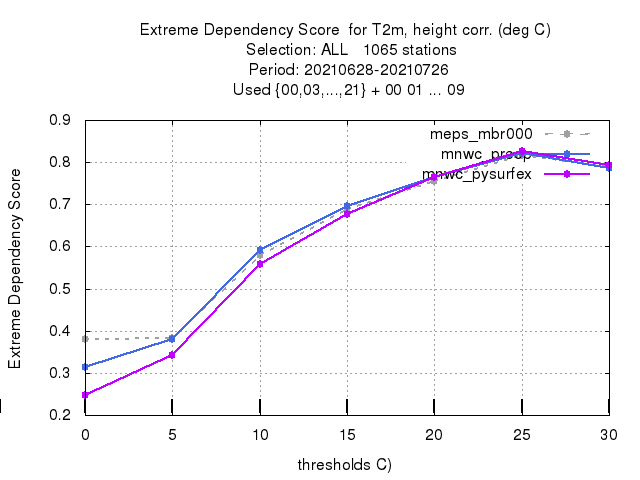 Extreme Dependency Score  for T2m, height corr. (deg C)
Selection: ALL   1065 stations
Period: 20210628-20210726
Used {00,03,...,21} + 00 01 ... 09
Extreme Dependency Score
0.9
0.8
0.7
0.6
0.5
0.4
0.3
0.2
meps_mbr000
mnwc_preop
mnwc_pysurfex
0 5 10 15 20 25 30
thresholds C)